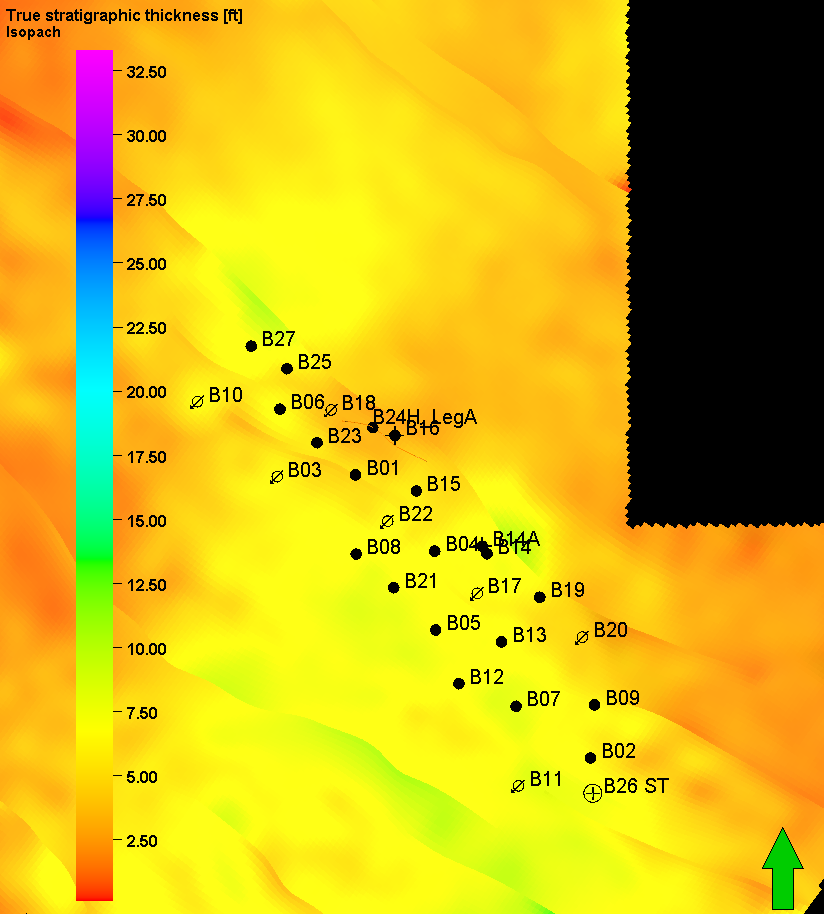 True stratigraphic thickness [ft]
Isopach
32.50
30.00
27.50
25.00
22.50
20.00
17.50
15.00
12.50
10.00
7.50
5.00
2.50
B27
B25
B10
B06
B18
B24H_LegA
B16
B23
B03
B01
B15
B22
B08
B04
B14A
B14
B21
B17
B19
B05
B13
B20
B12
B07
B09
B02
B11
B26 ST